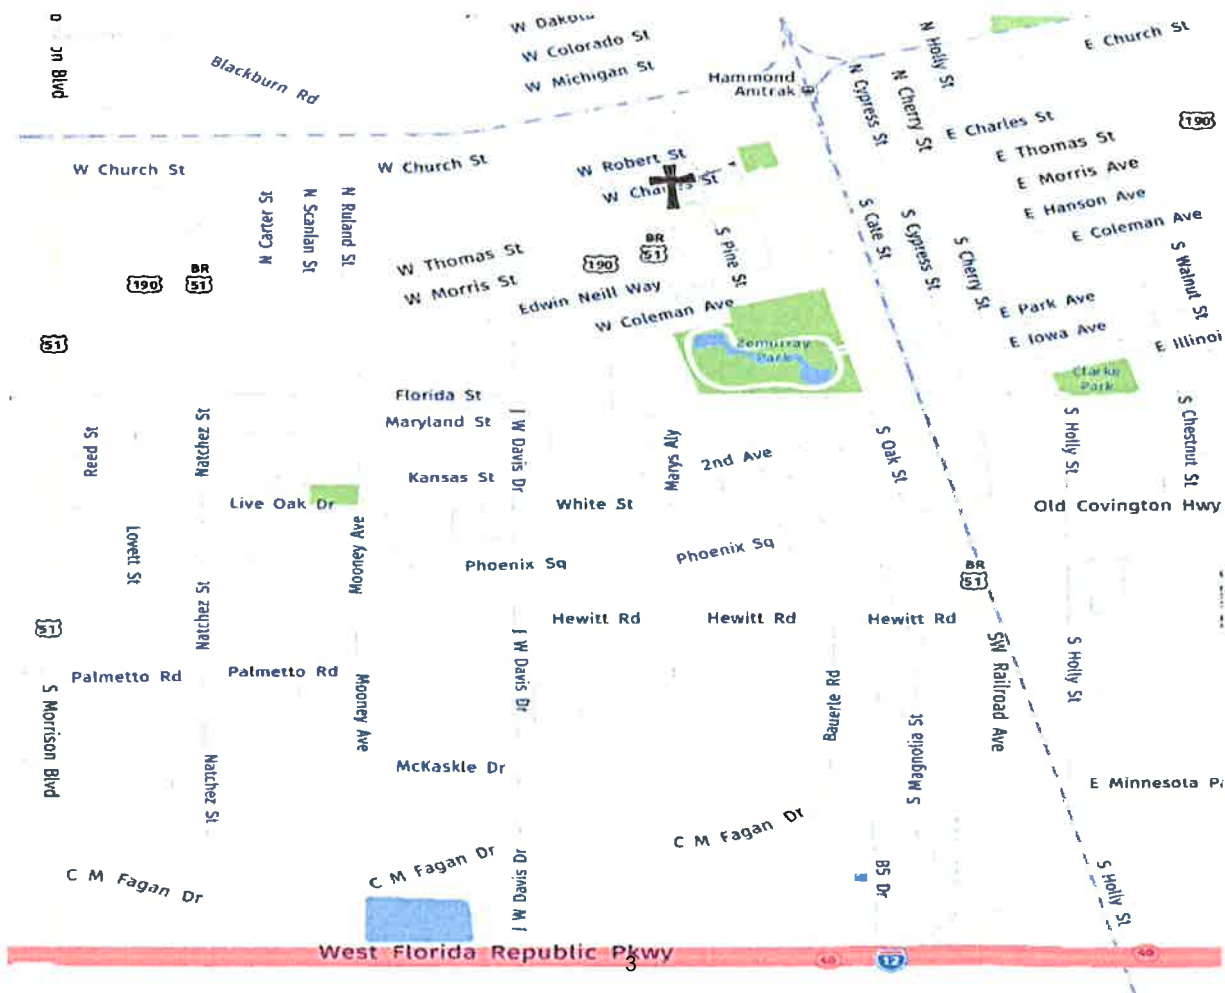 W Dakota
W Colorado St
W Michigan St
Blackburn Rd
Hammond
Amtrak
N Holly St
E Church St
N Cypress St
N Cherry St
E Charles St
190
E Thomas St
E Morris Ave
E Hanson Ave
E Coleman Ave
W Church St
W Church St
W Robert St
W St
N Carter St
N Scanlan St
N Ruland St
S Cate St
S Cypress St
S Cherry St
S Walnut St
W Thomas St
W Morris St
190
BR
51
S Pine St
Edwin Neill Way
W Coleman Ave
190
BR
51
51
E Park Ave
E Iowa Ave
E Illinoi
Zemurray
Park
Clarke
Park
Florida St
Maryland St
Kansas St
Reed St
Natchez St
J W Davis Dr
Marys Aly
2nd Ave
S Oak St
S Holly St
S Chestnut St
Live Oak Dr
White St
Old Covington Hwy
Lovett St
Mooney Ave
Phoenix Sq
Phoenix Sq
BR
51
Natchez St
Hewitt Rd
Hewitt Rd
Hewitt Rd
51
Palmetto Rd
Palmetto Rd
J W Davis Dr
SW Railroad Ave
S Holly St
S Morrison Blvd
Mooney Ave
Bauerle Rd
S Magnolia St
Natchez St
McKaskle Dr
E Minnesota
C M Fagan Dr
C M Fagan Dr
C M Fagan Dr
J W Davis Dr
BS Dr
S Holly St
West Florida Republic Pkwy
3
12